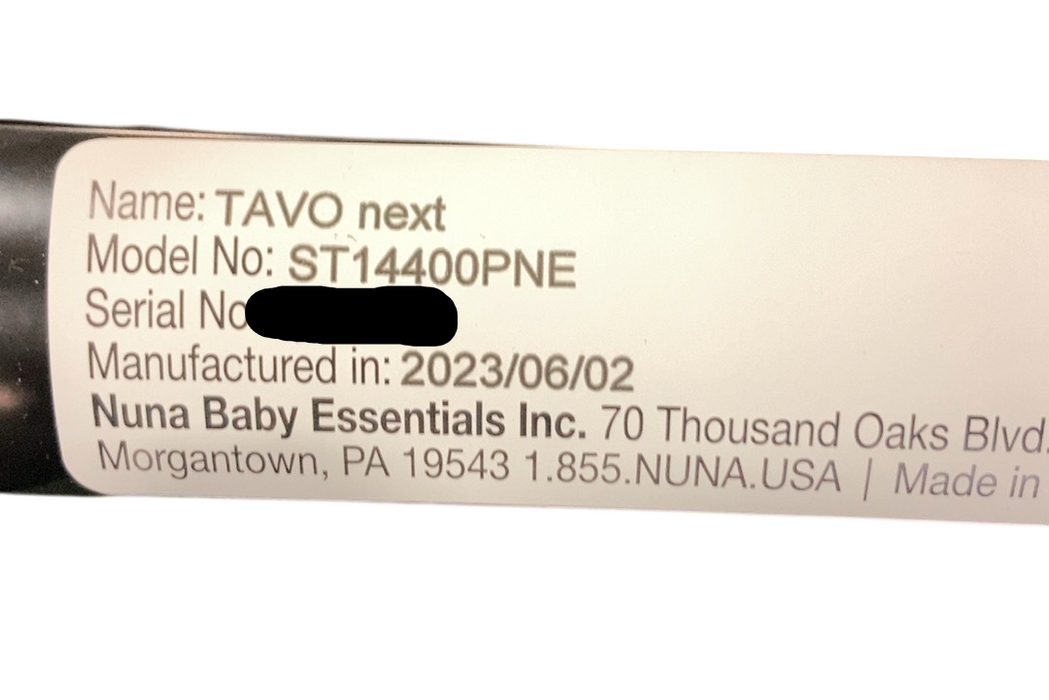 Name: TAVO next
Model No: ST14400PNE
Serial No
Manufactured in: 2023/06/02
Nuna Baby Essentials Inc. 70 Thousand Oaks Blvd.
Morgantown, PA 19543 1.855.NUNA.USA | Made in